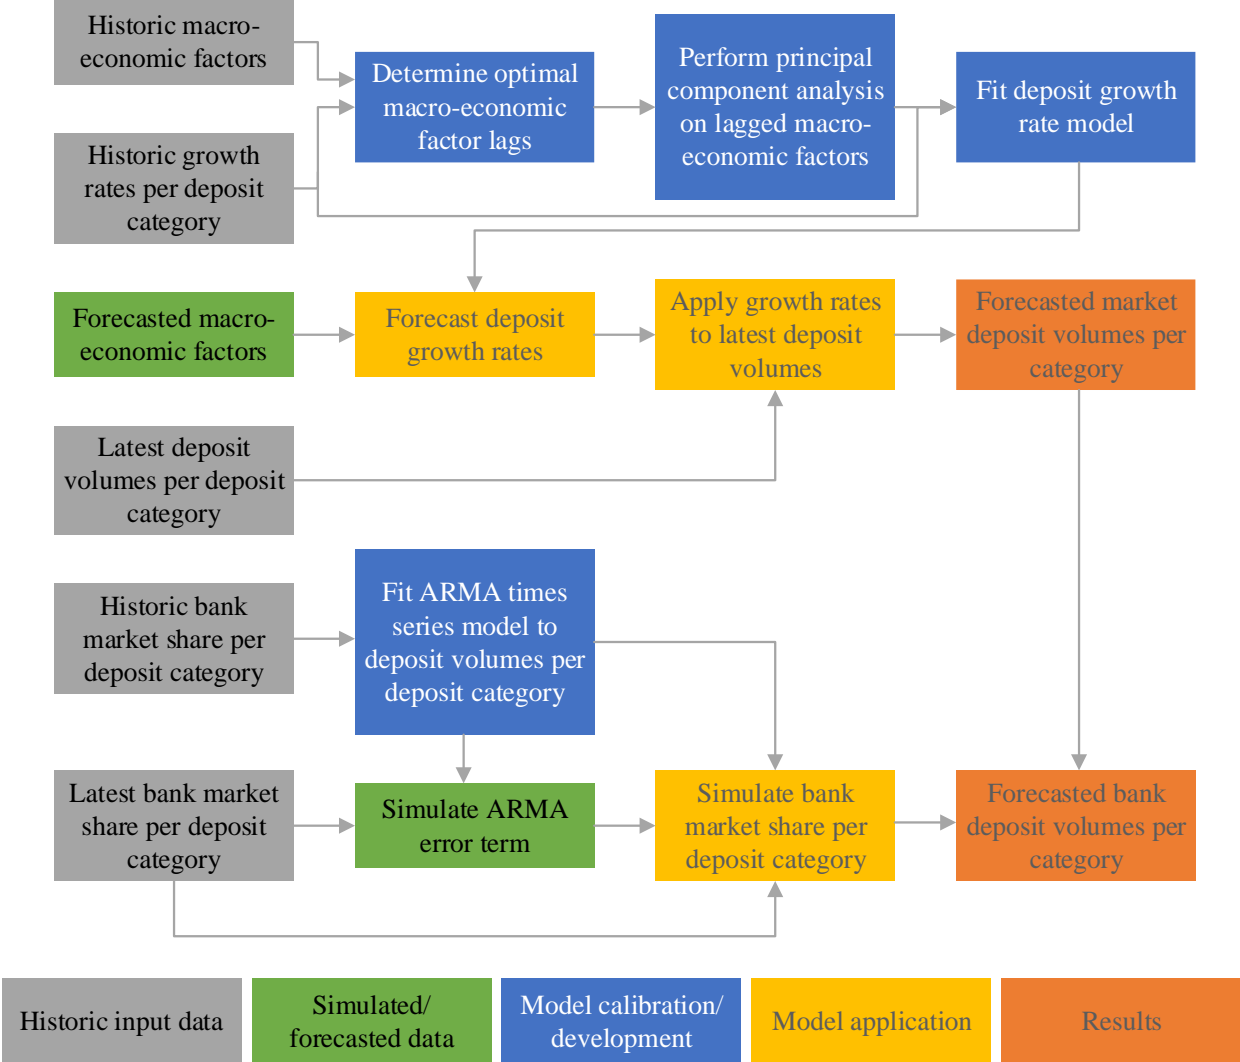 Historic macro-
economic factors
Determine optimal
macro-economic
factor lags
Perform principal
component analysis
on lagged macro-
economic factors
Fit deposit growth
rate model
Historic growth
rates per deposit
category
Forecasted macro-
economic factors
Forecast deposit
growth rates
Apply growth rates
to latest deposit
volumes
Forecasted market
deposit volumes per
category
Latest deposit
volumes per deposit
category
Historic bank
market share per
deposit category
Fit ARMA times
series model to
deposit volumes per
deposit category
Latest bank market
share per deposit
category
Simulate ARMA
error term
Simulate bank
market share per
deposit category
Forecasted bank
deposit volumes per
category
Historic input data
Simulated/
forecasted data
Model calibration/
development
Model application
Results